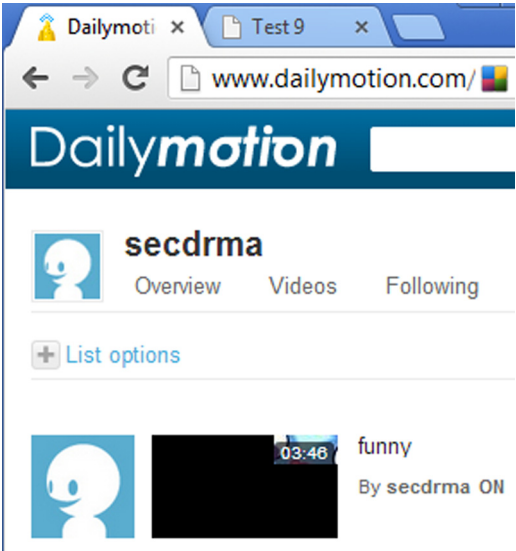 Dailymoti
Test 9
www.dailymotion.com/
Dailymotion
secdrma
Overview Videos Following
List options
03:46
funny
By secdrma ON